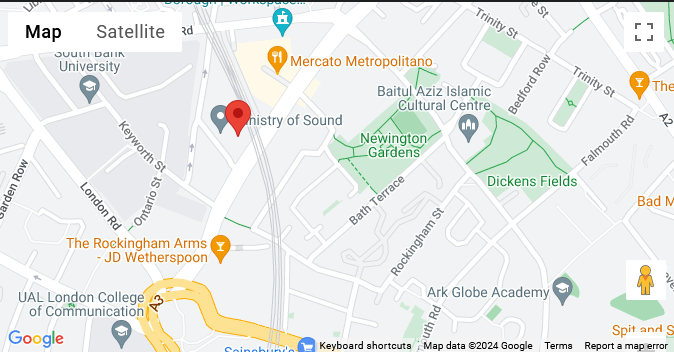 Borough | Workspace...
Map
Satellite
Rd
Trinity St
Mercato Metropolitano
South Bank
University
Baitul Aziz Islamic
Cultural Centre
Bedford Row
Trinity St
The
A2
Ministry of Sound
Keyworth St
Newington
Gardens
Falmouth Rd
Garden Row
London Rd
Ontario St
Dickens Fields
Bath Terrace
Bad M
The Rockingham Arms
- JD Wetherspoon
Rockingham St
UAL London College
of Communication
A3
Ark Globe Academy
Spit and S
Google
Sainsbury's
Keyboard shortcuts
Map data ©2024 Google
Terms
Report a map error